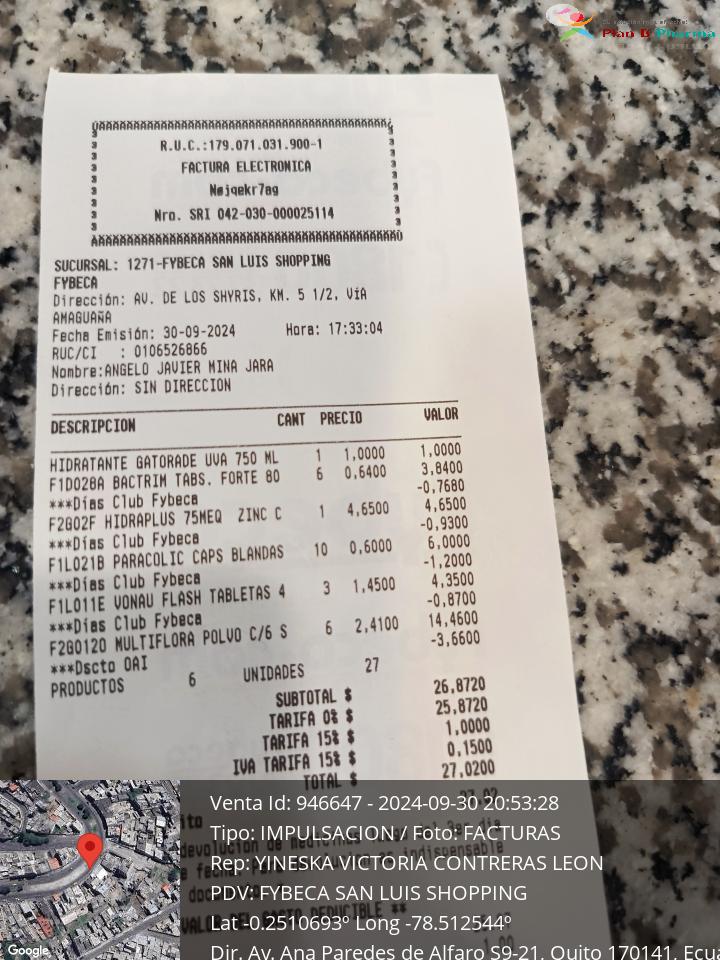 Plan B Pharma
R.U.C.:179.071.031.900-1
FACTURA ELECTRONICA
Nøjqekr7ag
Nro. SRI 042-030-000025114
SUCURSAL: 1271-FYBECA SAN LUIS SHOPPING
FYBECA
Dirección: AV. DE LOS SHYRIS, KM. 5 1/2, VíA
AMAGUAñA
Fecha Emisión: 30-09-2024 Hora: 17:33:04
RUC/CI : 0106526866
Nombre:ANGELO JAVIER MINA JARA
Dirección: SIN DIRECCION
DESCRIPCION CANT PRECIO VALOR
HIDRATANTE GATORADE UVA 750 ML 1 1,0000 1,0000
F1D028A BACTRIM TABS. FORTE 80 6 0,6400 3,8400
***Días Club Fybeca -0,7680
F2G02F HIDRAPLUS 75MEQ ZINC C 1 4,6500 4,6500
***Días Club Fybeca -0,9300
F1L021B PARACOLIC CAPS BLANDAS 10 0,6000 6,0000
***Días Club Fybeca -1,2000
F1L011E VONAU FLASH TABLETAS 4 3 1,4500 4,3500
***Días Club Fybeca -0,8700
F2G0120 MULTIFLORA POLVO C/6 S 6 2,4100 14,4600
***Dscto OAI -3,6600
PRODUCTOS 6 UNIDADES 27
SUBTOTAL $ 26,8720
TARIFA 0% $ 25,8720
TARIFA 15% $ 1,0000
IVA TARIFA 15% $ 0,1500
TOTAL $ 27,0200
27,02
Venta Id: 946647 - 2024-09-30 20:53:28
Tipo: IMPULSACION / Foto: FACTURAS
Rep: YINESKA VICTORIA CONTRERAS LEON
PDV: FYBECA SAN LUIS SHOPPING
Lat -0.2510693º Long -78.512544º
Dir. Av. Ana Paredes de Alfaro S9-21, Quito 170141, Ecua
Google